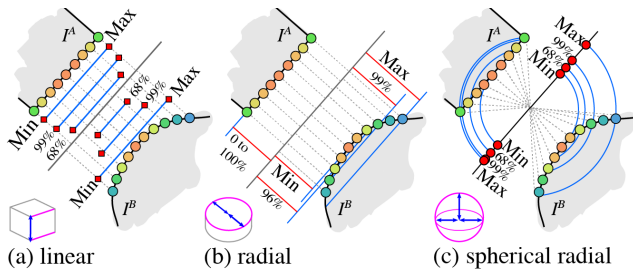 I^A
Max
68%
99%
Max
Min
99%
68%
Min
I^B
(a) linear
I^A
Max
99%
0 to
100%
Min
96%
I^B
(b) radial
I^A
Max
99%
68%
Min
Min
68%
99%
Max
I^B
(c) spherical radial